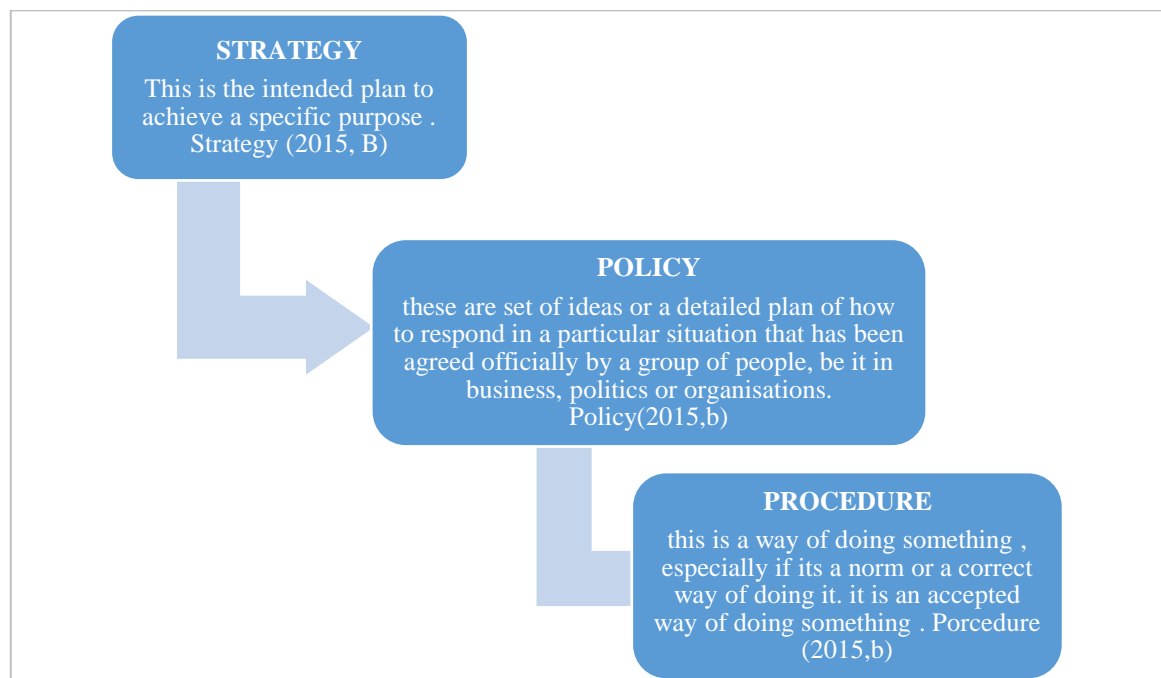 STRATEGY
This is the intended plan to
achieve a specific purpose .
Strategy (2015, B)
POLICY
these are set of ideas or a detailed plan of how
to respond in a particular situation that has been
agreed officially by a group of people, be it in
business, politics or organisations.
Policy(2015,b)
PROCEDURE
this is a way of doing something ,
especially if its a norm or a correct
way of doing it. it is an accepted
way of doing something . Porcedure
(2015,b)